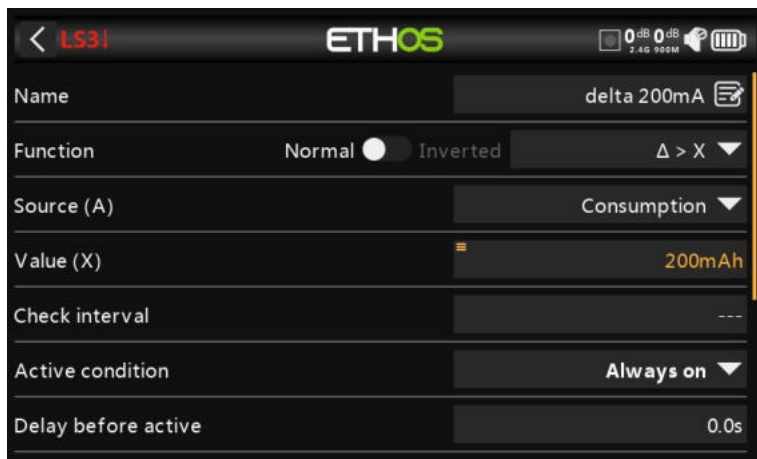 LS3↓ ETHOS 0dB 0dB
2.4G 900M
Name delta 200mA
Function Normal Inverted Δ > X
Source (A) Consumption
Value (X) 200mAh
Check interval ---
Active condition Always on
Delay before active 0.0s